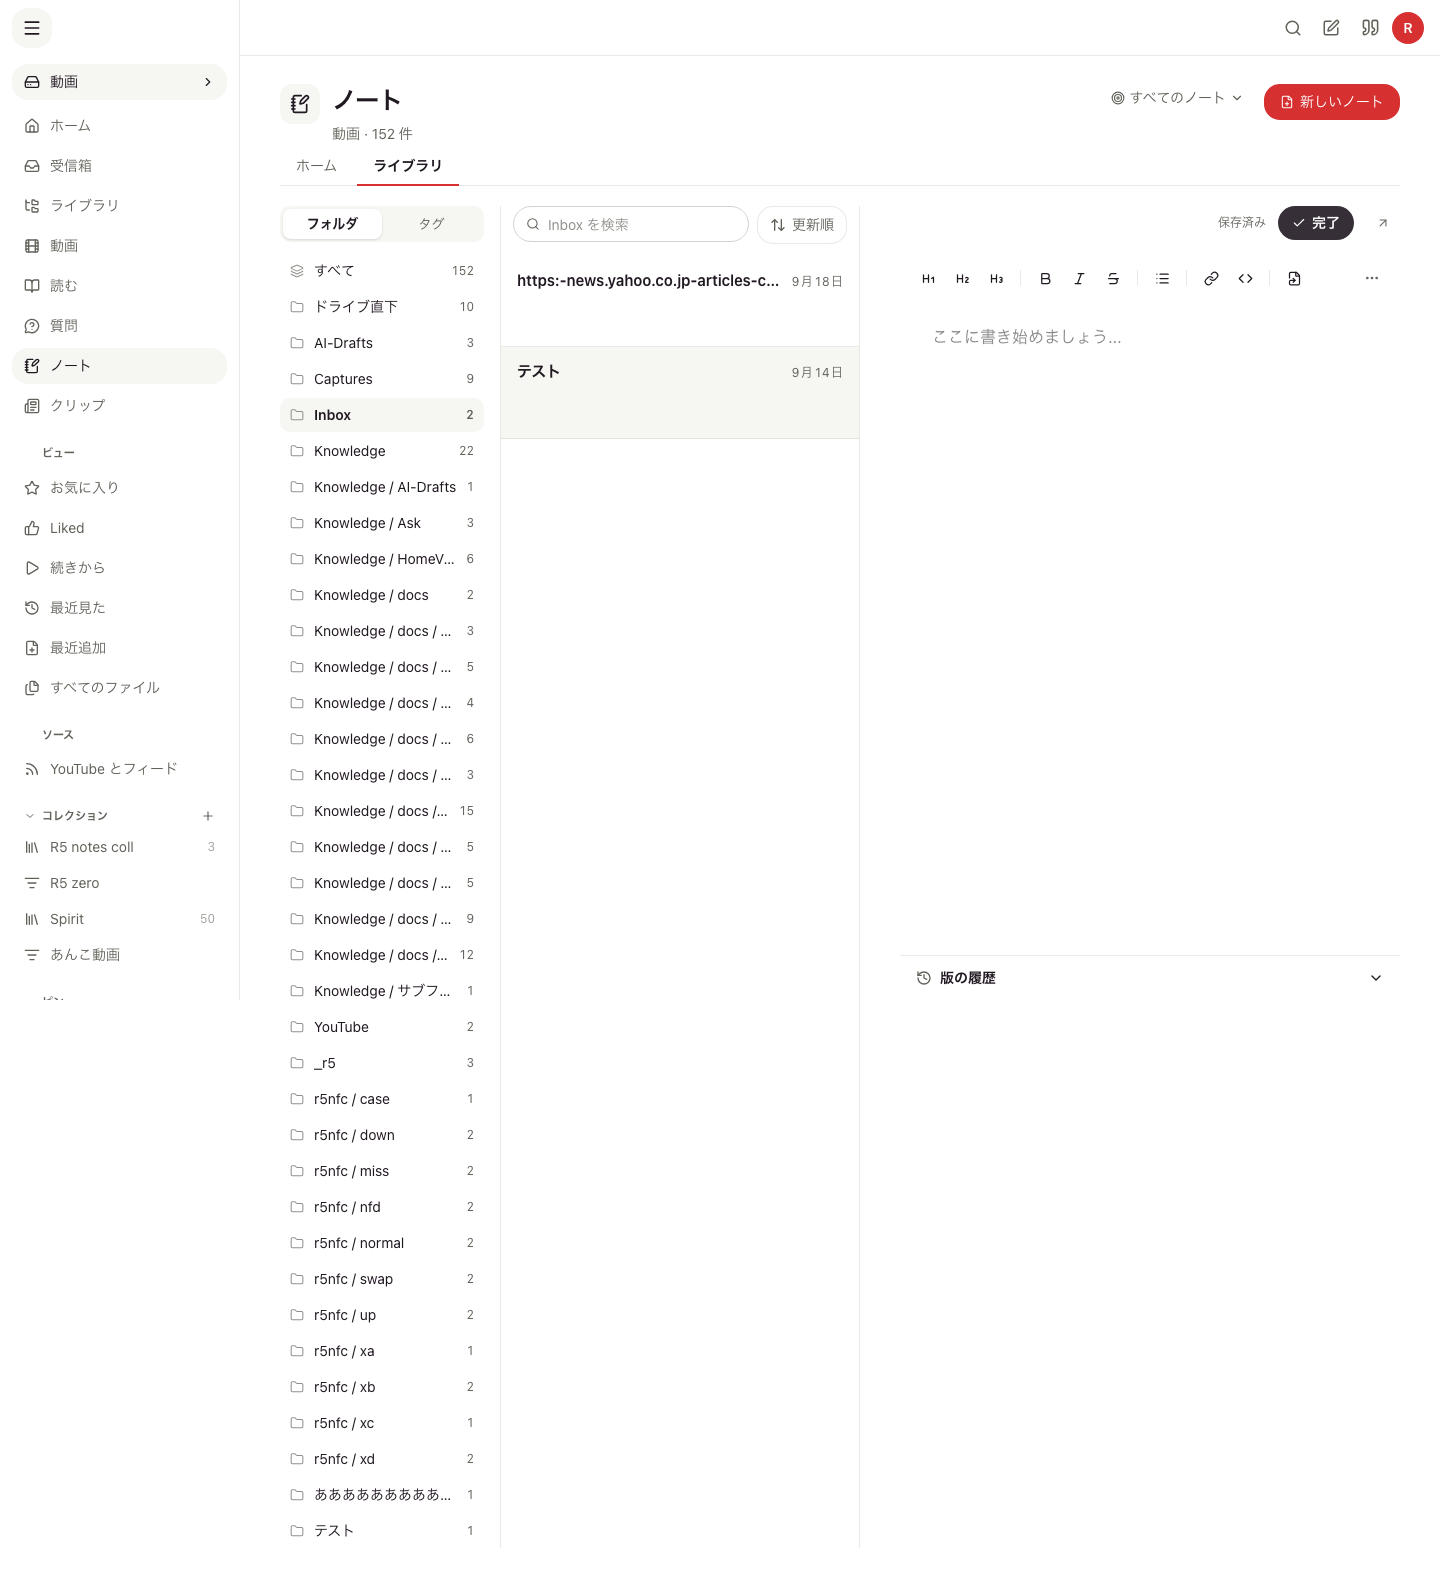 R
動画
ホーム
受信箱
ライブラリ
動画
読む
質問
ノート
クリップ
ビュー
お気に入り
Liked
続きから
最近見た
最近追加
すべてのファイル
ソース
YouTube とフィード
コレクション
R5 notes coll 3
R5 zero
Spirit 50
あんこ動画
ノート
動画 · 152 件
すべてのノート
新しいノート
ホーム
ライブラリ
フォルダ タグ
すべて 152
ドライブ直下 10
AI-Drafts 3
Captures 9
Inbox 2
Knowledge 22
Knowledge / AI-Drafts 1
Knowledge / Ask 3
Knowledge / HomeV... 6
Knowledge / docs 2
Knowledge / docs / ... 3
Knowledge / docs / ... 5
Knowledge / docs / ... 4
Knowledge / docs / ... 6
Knowledge / docs / ... 3
Knowledge / docs /... 15
Knowledge / docs / ... 5
Knowledge / docs / ... 5
Knowledge / docs / ... 9
Knowledge / docs /... 12
Knowledge / サブフ... 1
YouTube 2
_r5 3
r5nfc / case 1
r5nfc / down 2
r5nfc / miss 2
r5nfc / nfd 2
r5nfc / normal 2
r5nfc / swap 2
r5nfc / up 2
r5nfc / xa 1
r5nfc / xb 2
r5nfc / xc 1
r5nfc / xd 2
あああああああああ... 1
テスト 1
Inbox を検索
更新順
https:-news.yahoo.co.jp-articles-c... 9月18日
テスト 9月14日
保存済み
完了
H1 H2 H3 B I S
ここに書き始めましょう...
版の履歴